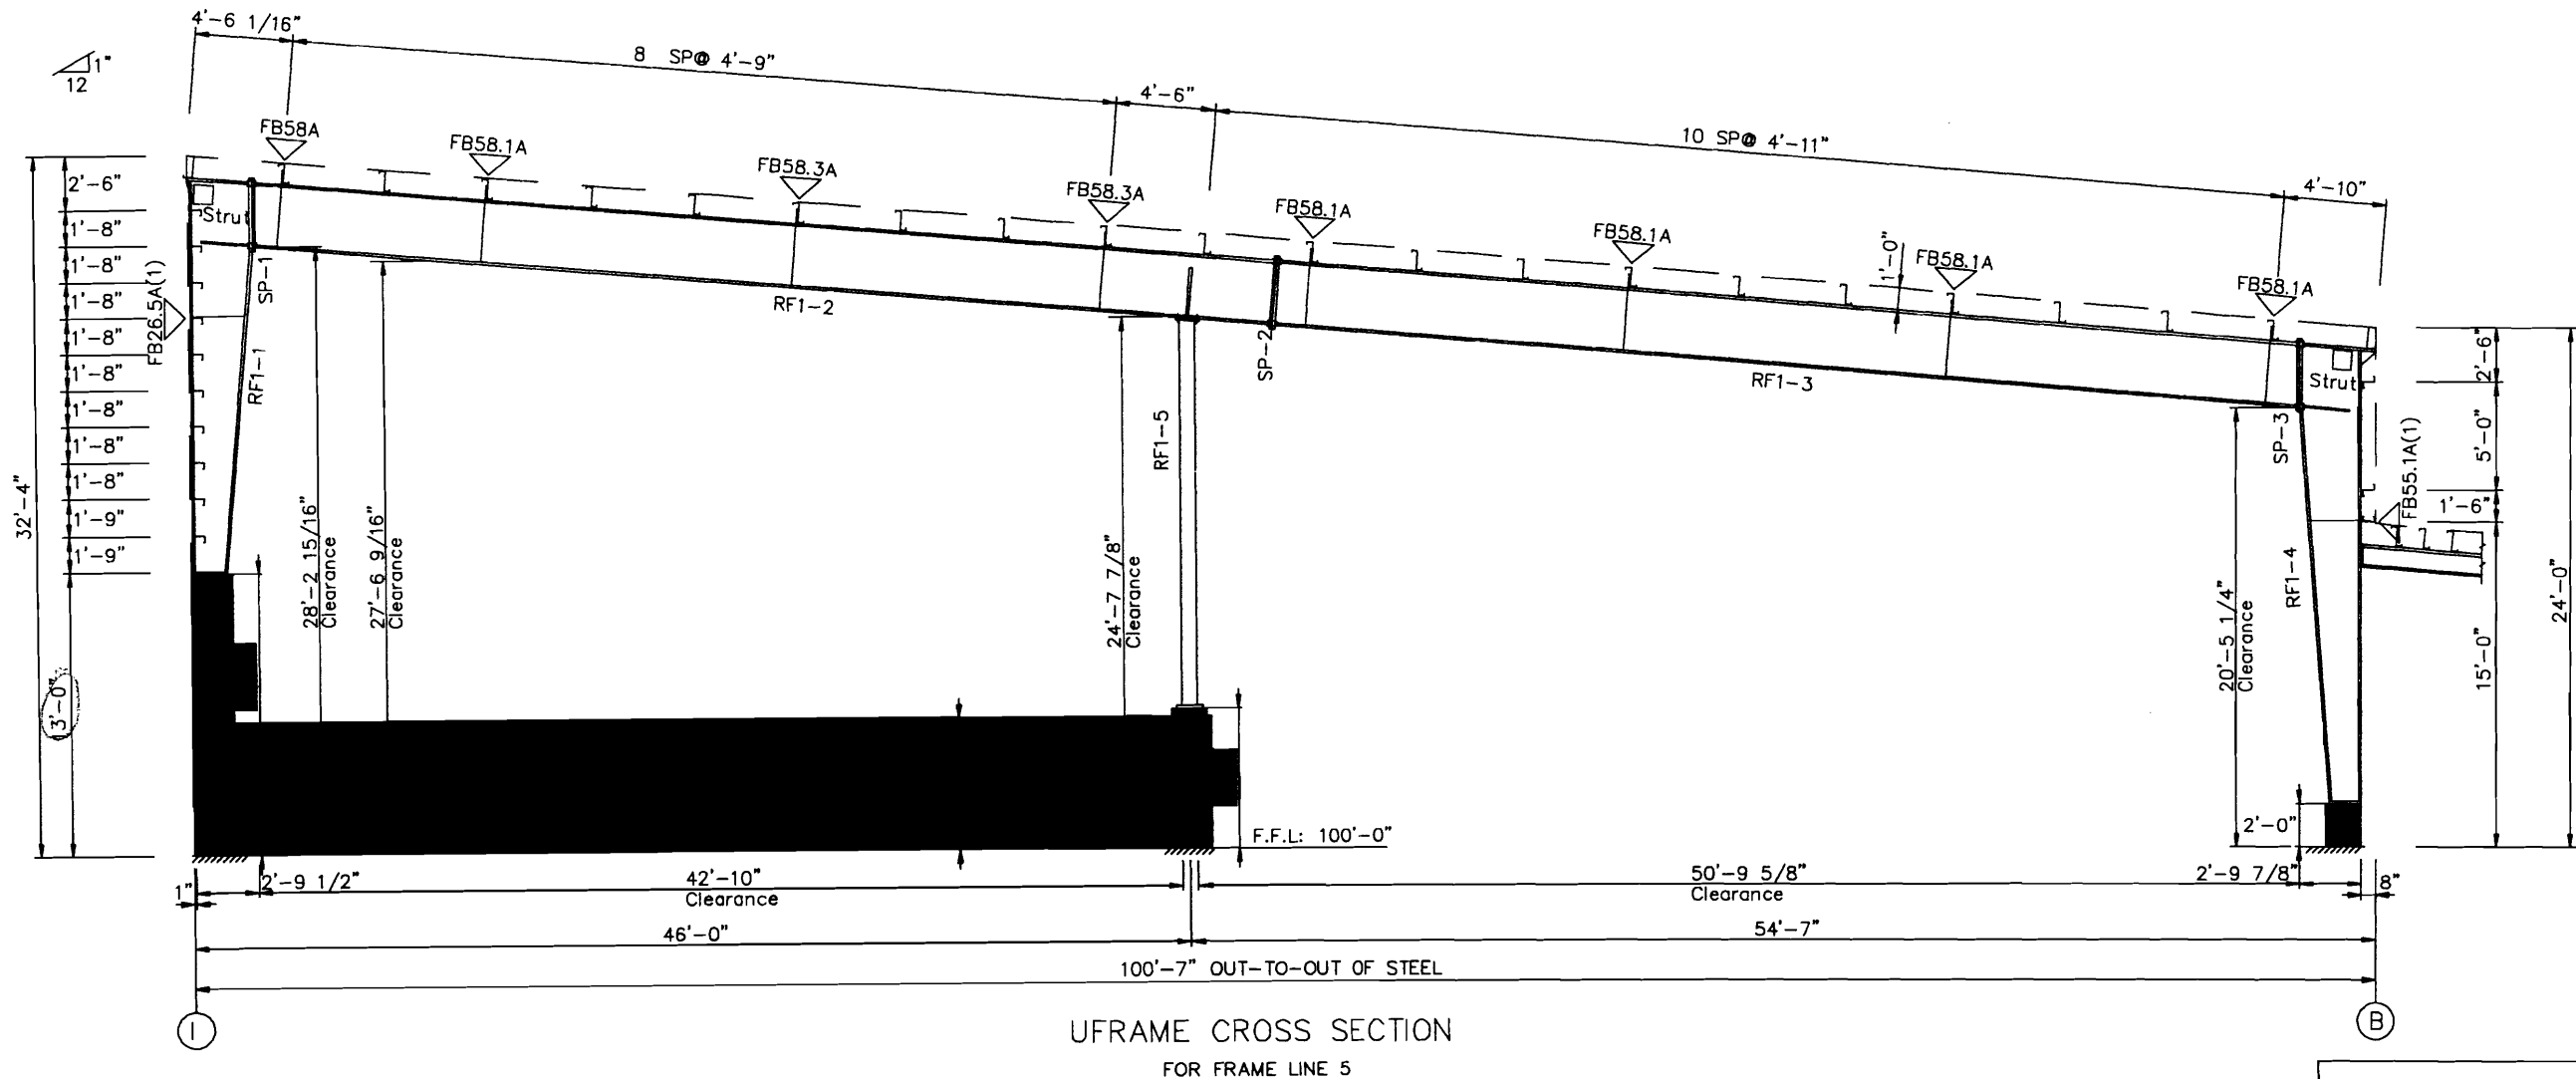 4'-6 1/16"
8 SP@ 4'-9"
4'-6"
10 SP@ 4'-11"
4'-10"
1"
12
FB58A
FB58.1A
FB58.3A
FB58.3A
FB58.1A
FB58.1A
FB58.1A
FB58.1A
1'-0"
32'-4"
2'-6"
1'-8"
1'-8"
1'-8"
1'-8"
1'-8"
1'-8"
1'-8"
1'-8"
1'-9"
1'-9"
13'-0"
FB26.5A(1)
Strut
SP-1
RF1-1
RF1-2
28'-2 15/16"
Clearance
27'-6 9/16"
Clearance
24'-7 7/8"
Clearance
RF1-5
SP-2
RF1-3
20'-5 1/4"
Clearance
SP-3
Strut
RF1-4
FB55.1A(1)
2'-6"
5'-0"
1'-6"
15'-0"
24'-0"
F.F.L: 100'-0"
2'-0"
1"
2'-9 1/2"
42'-10"
Clearance
50'-9 5/8"
Clearance
2'-9 7/8"
8"
46'-0"
54'-7"
100'-7" OUT-TO-OUT OF STEEL
I
B
UFRAME CROSS SECTION
FOR FRAME LINE 5